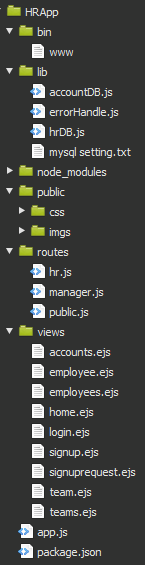 HRApp
bin
www
lib
accountDB.js
errorHandle.js
hrDB.js
mysql setting.txt
node_modules
public
css
imgs
routes
hr.js
manager.js
public.js
views
accounts.ejs
employee.ejs
employees.ejs
home.ejs
login.ejs
signup.ejs
signuprequest.ejs
team.ejs
teams.ejs
app.js
package.json